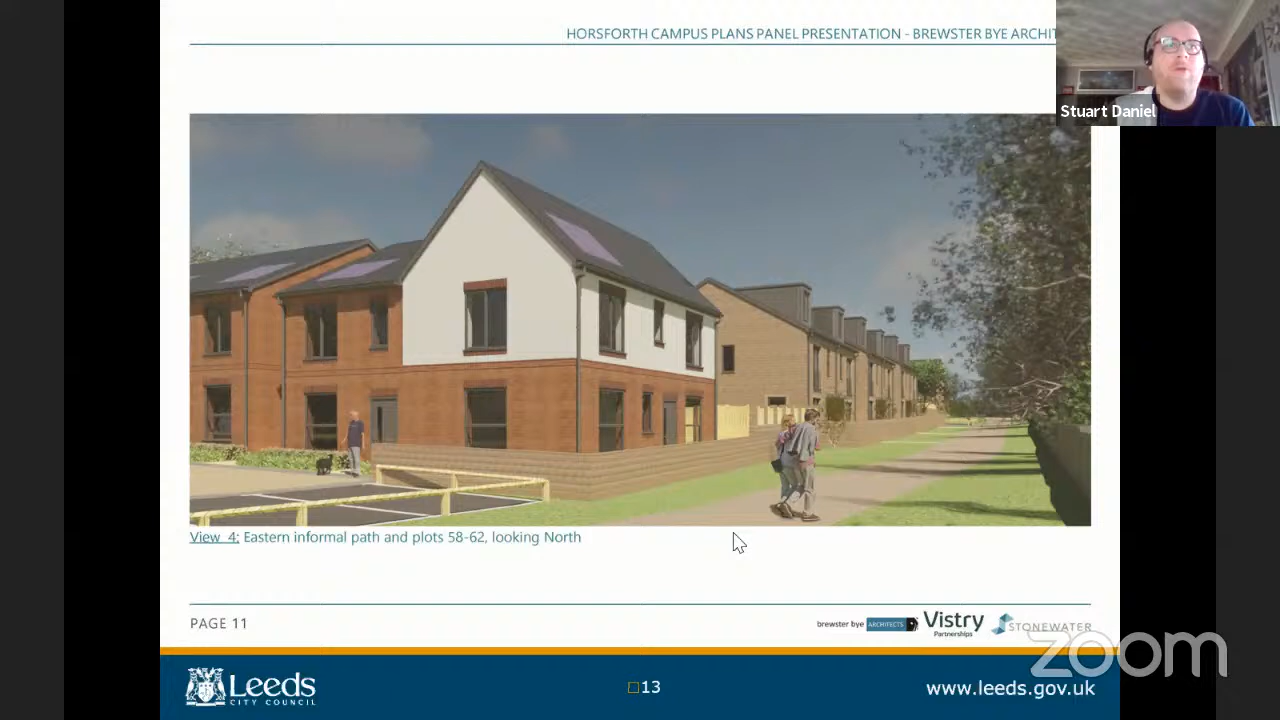 HORSFORTH CAMPUS PLANS PANEL PRESENTATION - BREWSTER BYE ARCHI
Stuart Daniel
View 4: Eastern informal path and plots 58-62, looking North
PAGE 11
brewster bye ARCHITECTS
Vistry
Partnerships
STONEWATER
zoom
Leeds
CITY COUNCIL
13
www.leeds.gov.uk